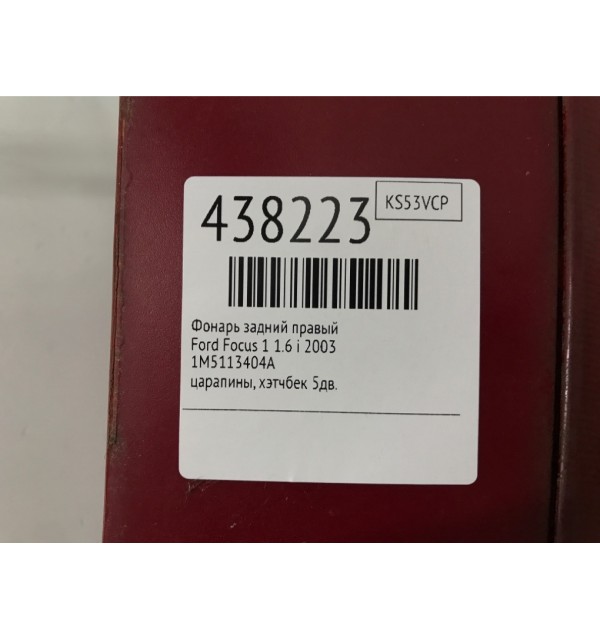 438223
KS53VCP
Фонарь задний правый
Ford Focus 1 1.6 i 2003
1M5113404A
царапины, хэтчбек 5дв.